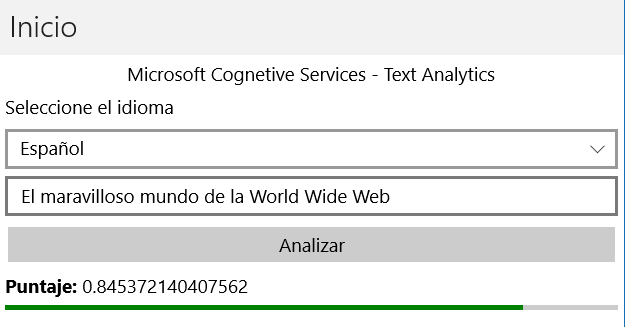 Inicio
Microsoft Cognetive Services - Text Analytics
Seleccione el idioma
Español
El maravilloso mundo de la World Wide Web
Analizar
Puntaje: 0.845372140407562